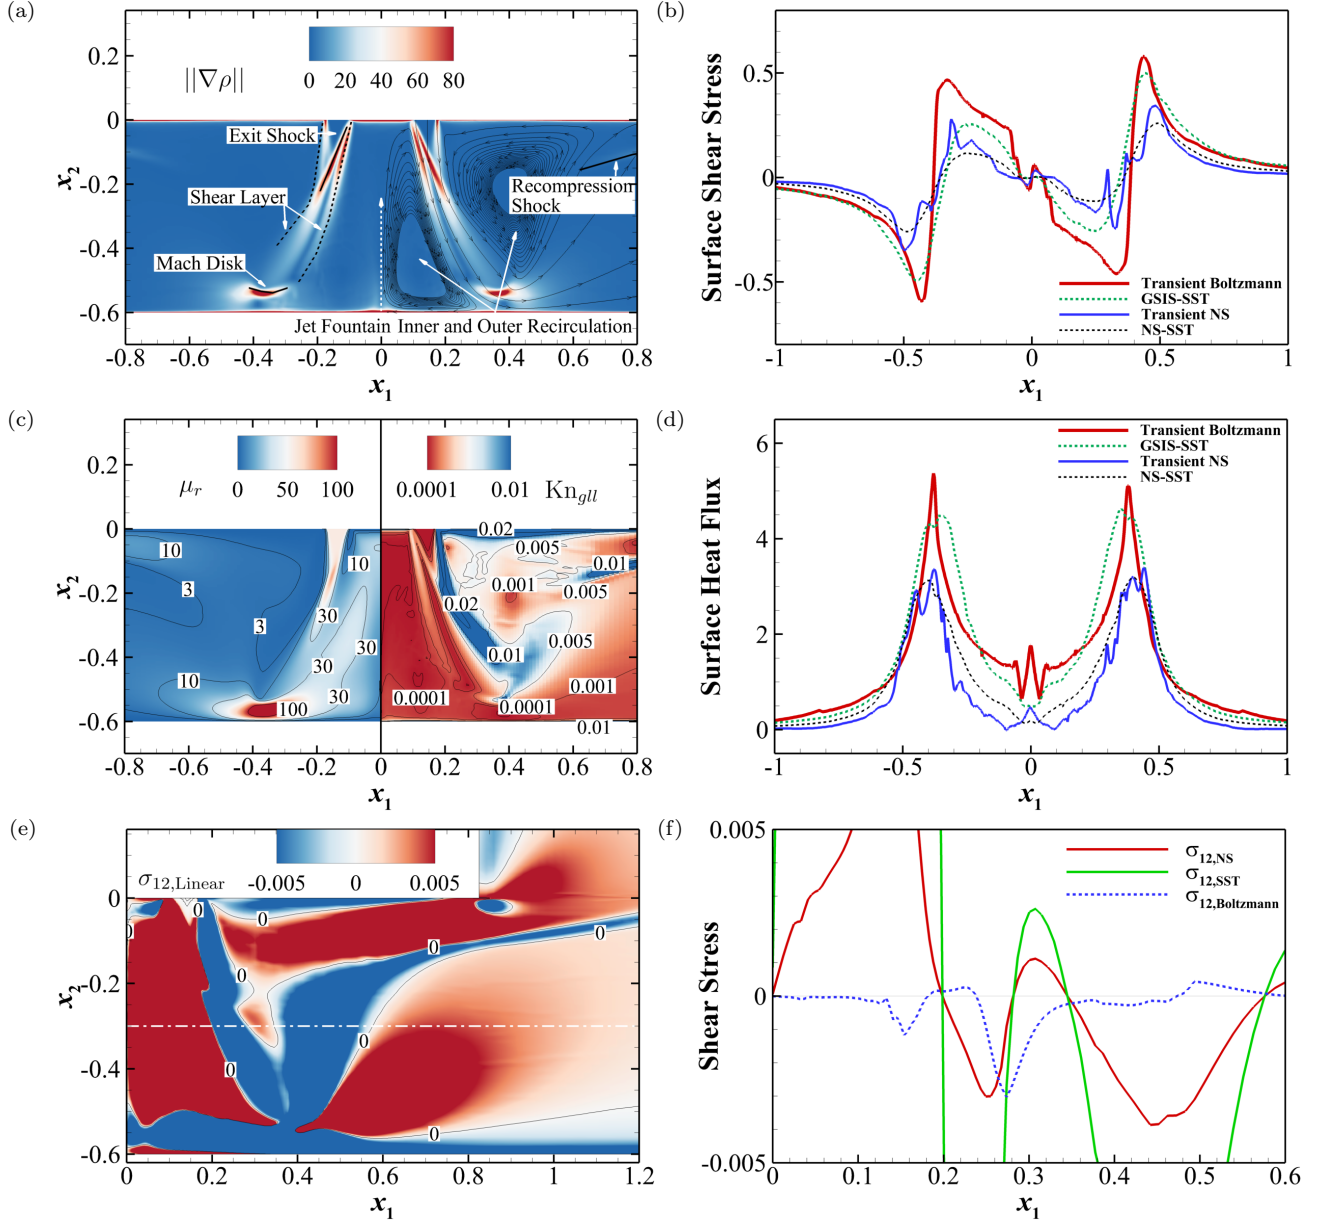 (a)
0.2
0
-0.2
-0.4
-0.6
x2
||∇ρ||
0 20 40 60 80
Exit Shock
Shear Layer
Mach Disk
Recompression
Shock
Jet Fountain Inner and Outer Recirculation
-0.8 -0.6 -0.4 -0.2 0 0.2 0.4 0.6 0.8
x1
(b)
Surface Shear Stress
0.5
0
-0.5
Transient Boltzmann
GSIS-SST
Transient NS
NS-SST
-1 -0.5 0 0.5 1
x1
(c)
0.2
0
-0.2
-0.4
-0.6
x2
μr
0 50 100
0.0001 0.01
Kngll
10
3
3
10
30
30
30
10
100
0.02
0.005
0.01
0.001
0.005
0.02
0.005
0.01
0.001
0.0001
0.0001
0.01
-0.8 -0.6 -0.4 -0.2 0 0.2 0.4 0.6 0.8
x1
(d)
Surface Heat Flux
6
4
2
0
Transient Boltzmann
GSIS-SST
Transient NS
NS-SST
-1 -0.5 0 0.5 1
x1
(e)
0
-0.2
-0.4
-0.6
x2
σ12,Linear
-0.005 0 0.005
0
0
0
0
0
0
0
0
0
0 0.2 0.4 0.6 0.8 1 1.2
x1
(f)
Shear Stress
0.005
0
-0.005
σ12,NS
σ12,SST
σ12,Boltzmann
0 0.1 0.2 0.3 0.4 0.5 0.6
x1